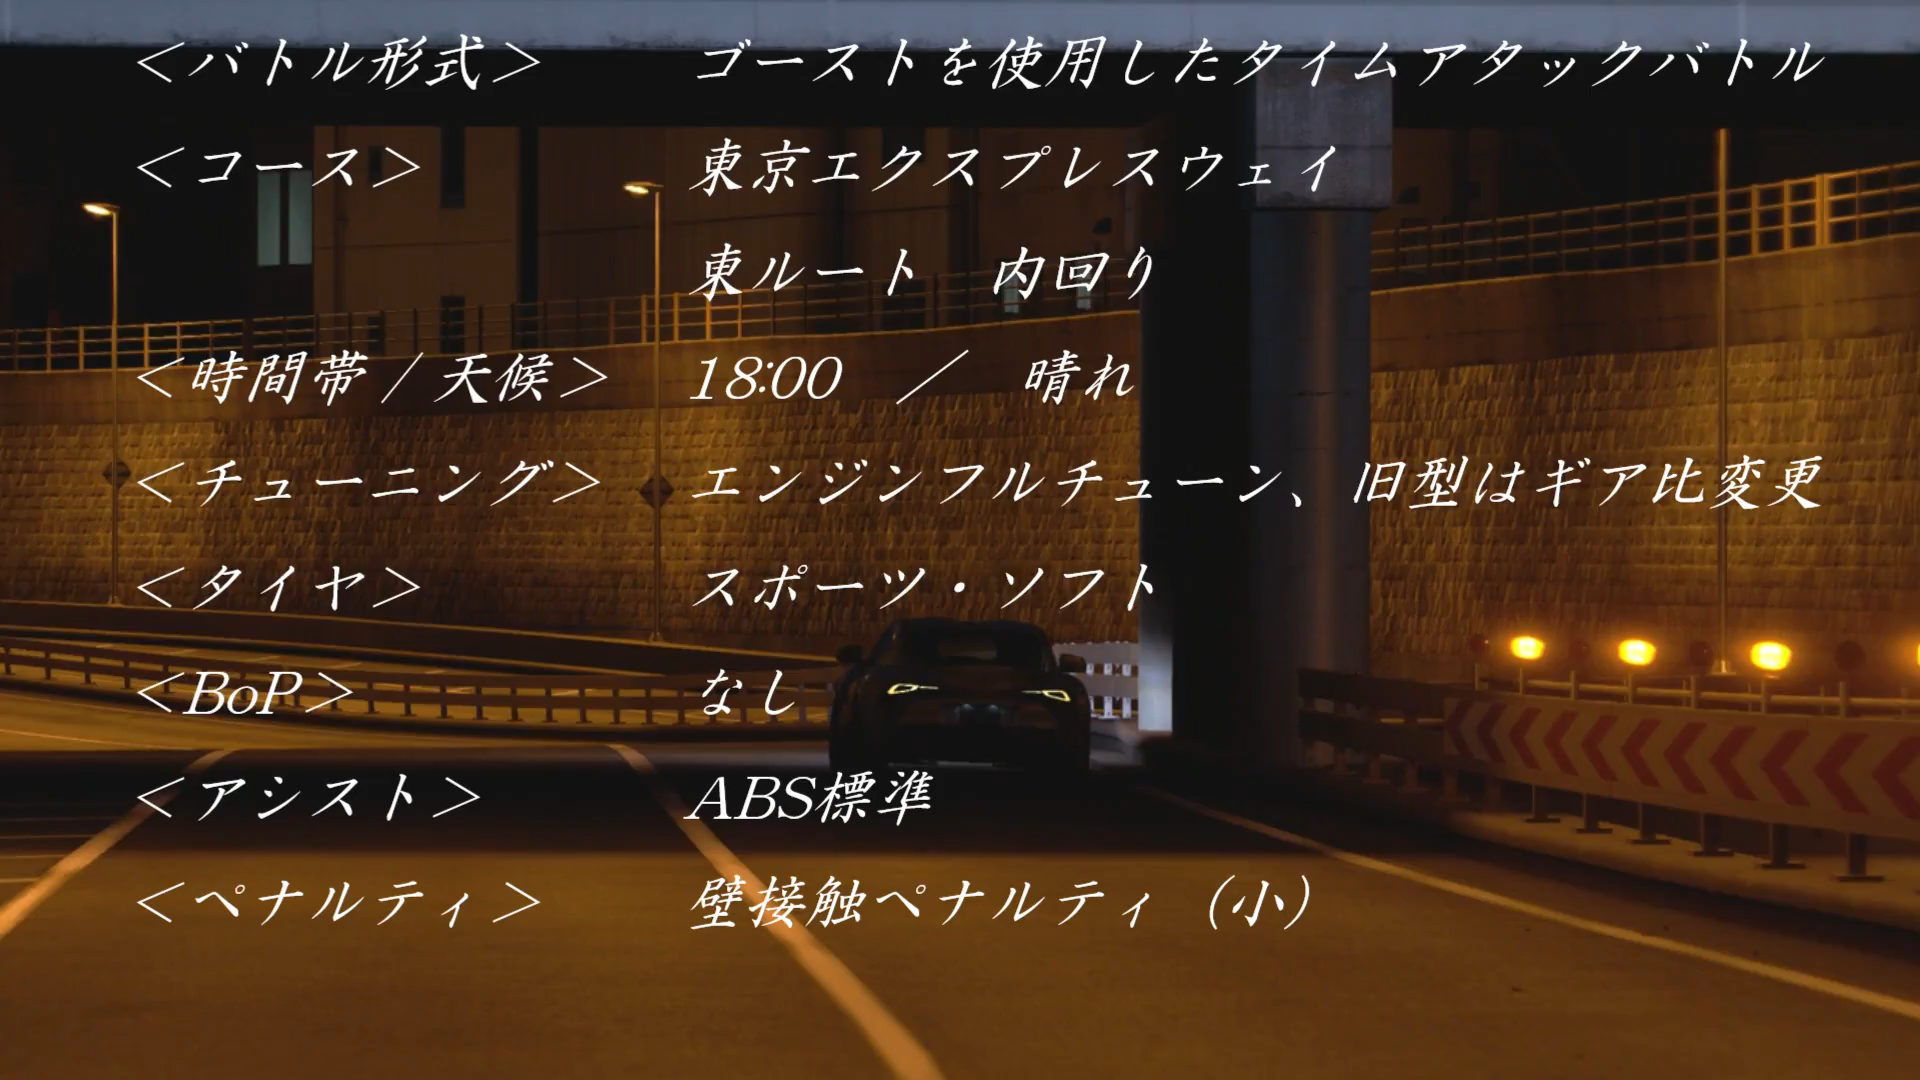 ＜バトル形式＞　ゴーストを使用したタイムアタックバトル
＜コース＞　東京エクスプレスウェイ
東ルート　内回り
＜時間帯／天候＞　18:00　／　晴れ
＜チューニング＞　エンジンフルチューン、旧型はギア比変更
＜タイヤ＞　スポーツ・ソフト
＜BoP＞　なし
＜アシスト＞　ABS標準
＜ペナルティ＞　壁接触ペナルティ（小）